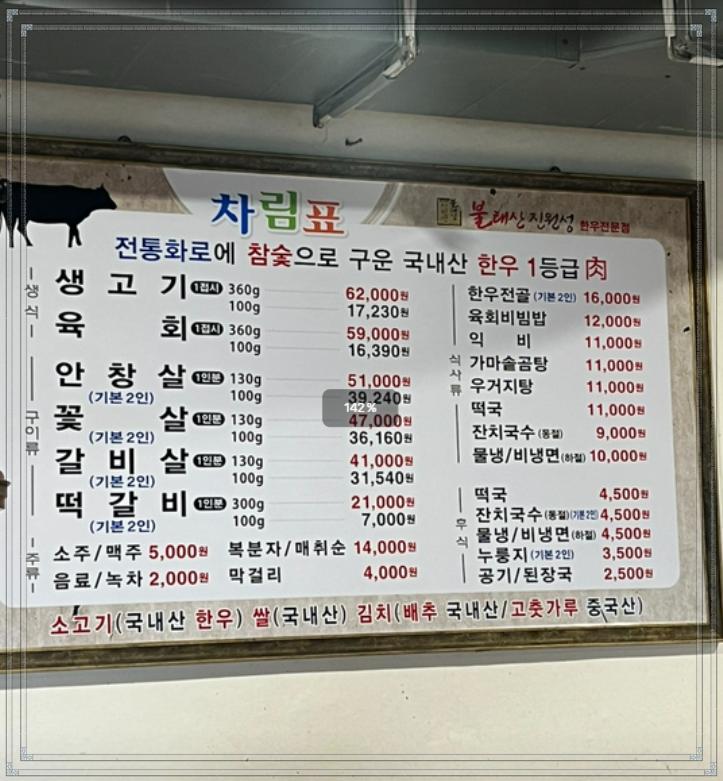 차림표
불태산진원성 한우전문점
전통화로에 참숯으로 구운 국내산 한우 1등급 肉
생식
생고기 1접시 360g 62,000원
100g 17,230원
육회 1접시 360g 59,000원
100g 16,390원
구이류
안창살 1인분 130g 51,000원
(기본2인) 100g 39,240원
꽃살 1인분 130g 47,000원
(기본2인) 100g 36,160원
갈비살 1인분 130g 41,000원
(기본2인) 100g 31,540원
떡갈비 1인분 300g 21,000원
(기본2인) 100g 7,000원
주류
소주/맥주 5,000원 복분자/매취순 14,000원
음료/녹차 2,000원 막걸리 4,000원
식사류
한우전골 (기본2인) 16,000원
육회비빔밥 12,000원
익비 11,000원
가마솥곰탕 11,000원
우거지탕 11,000원
떡국 11,000원
잔치국수(동절) 9,000원
물냉/비냉면(하절) 10,000원
후식
떡국 4,500원
잔치국수(동절)(기본2인) 4,500원
물냉/비냉면(하절) 4,500원
누룽지(기본2인) 3,500원
공기/된장국 2,500원
소고기(국내산 한우) 쌀(국내산) 김치(배추 국내산/고춧가루 중국산)
142%